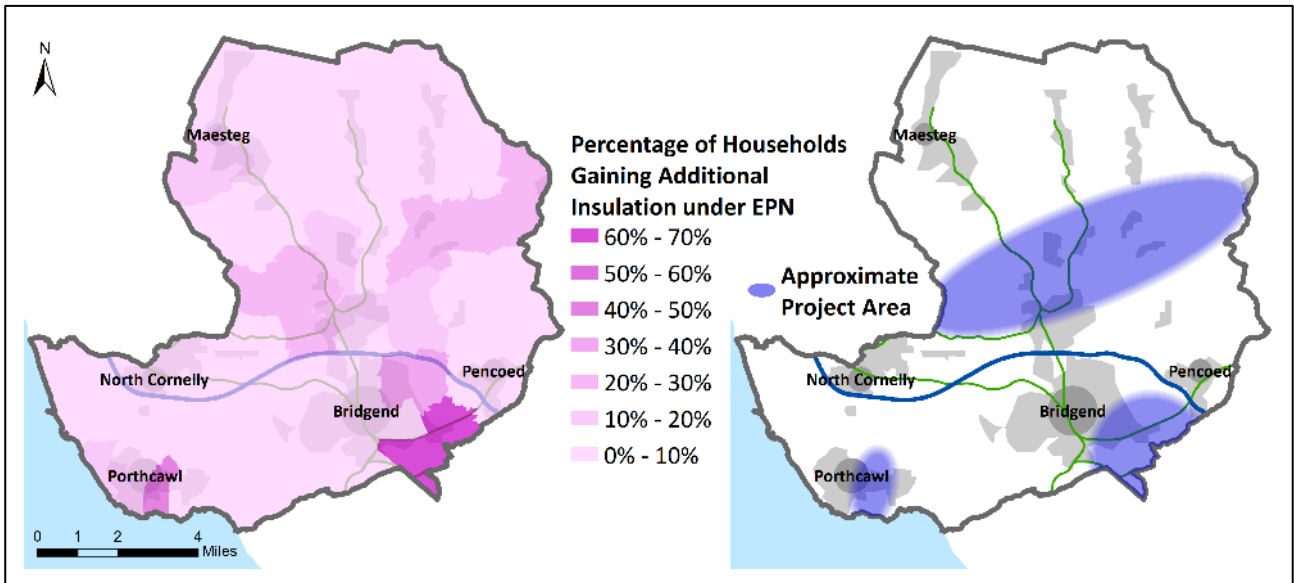 N
Maesteg
North Cornelly
Pencoed
Bridgend
Porthcawl
0 1 2 4
Miles
Percentage of Households
Gaining Additional
Insulation under EPN
60% - 70%
50% - 60%
40% - 50%
30% - 40%
20% - 30%
10% - 20%
0% - 10%
Approximate
Project Area
Maesteg
North Cornelly
Pencoed
Bridgend
Porthcawl